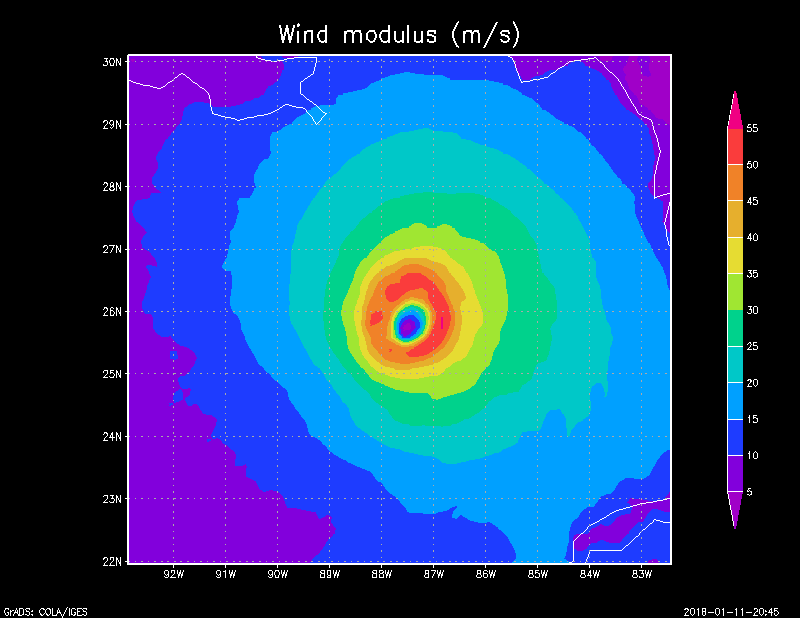 Wind modulus (m/s)
30N
29N
28N
27N
26N
25N
24N
23N
22N
92W 91W 90W 89W 88W 87W 86W 85W 84W 83W
55
50
45
40
35
30
25
20
15
10
5
GrADS: COLA/IGES
2018-01-11-20:45